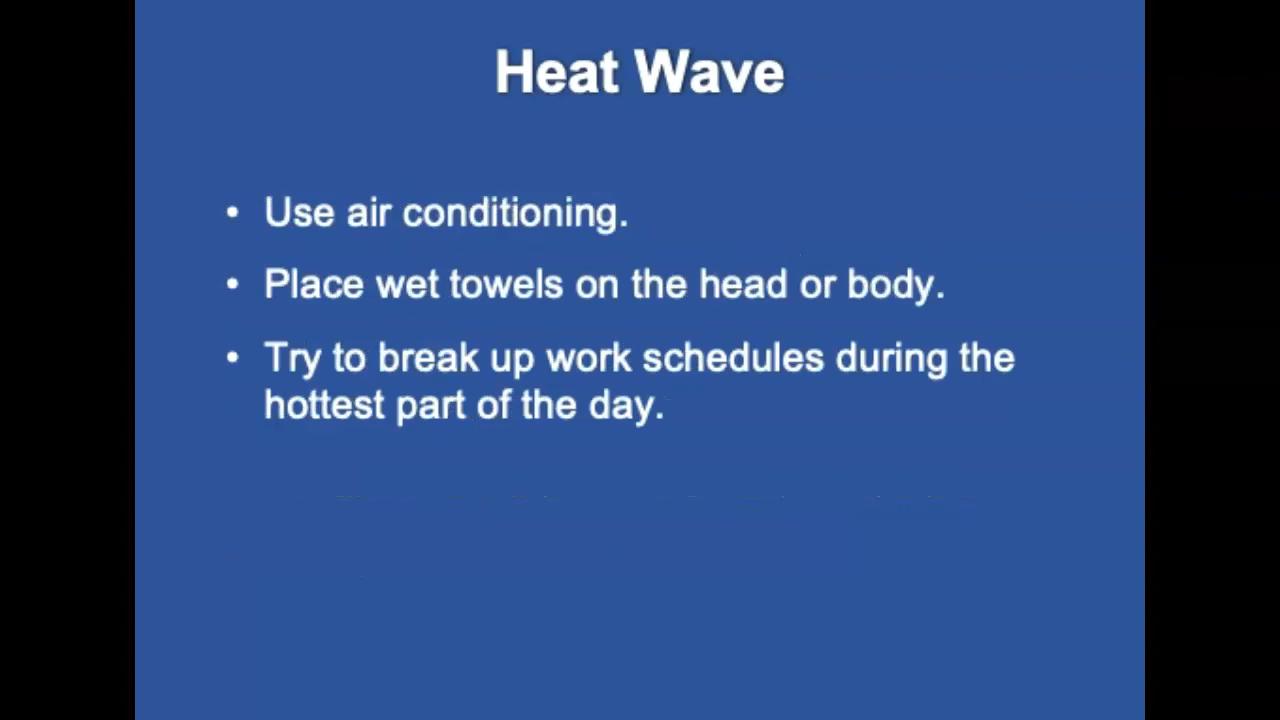 Heat Wave
• Use air conditioning.
• Place wet towels on the head or body.
• Try to break up work schedules during the
hottest part of the day.